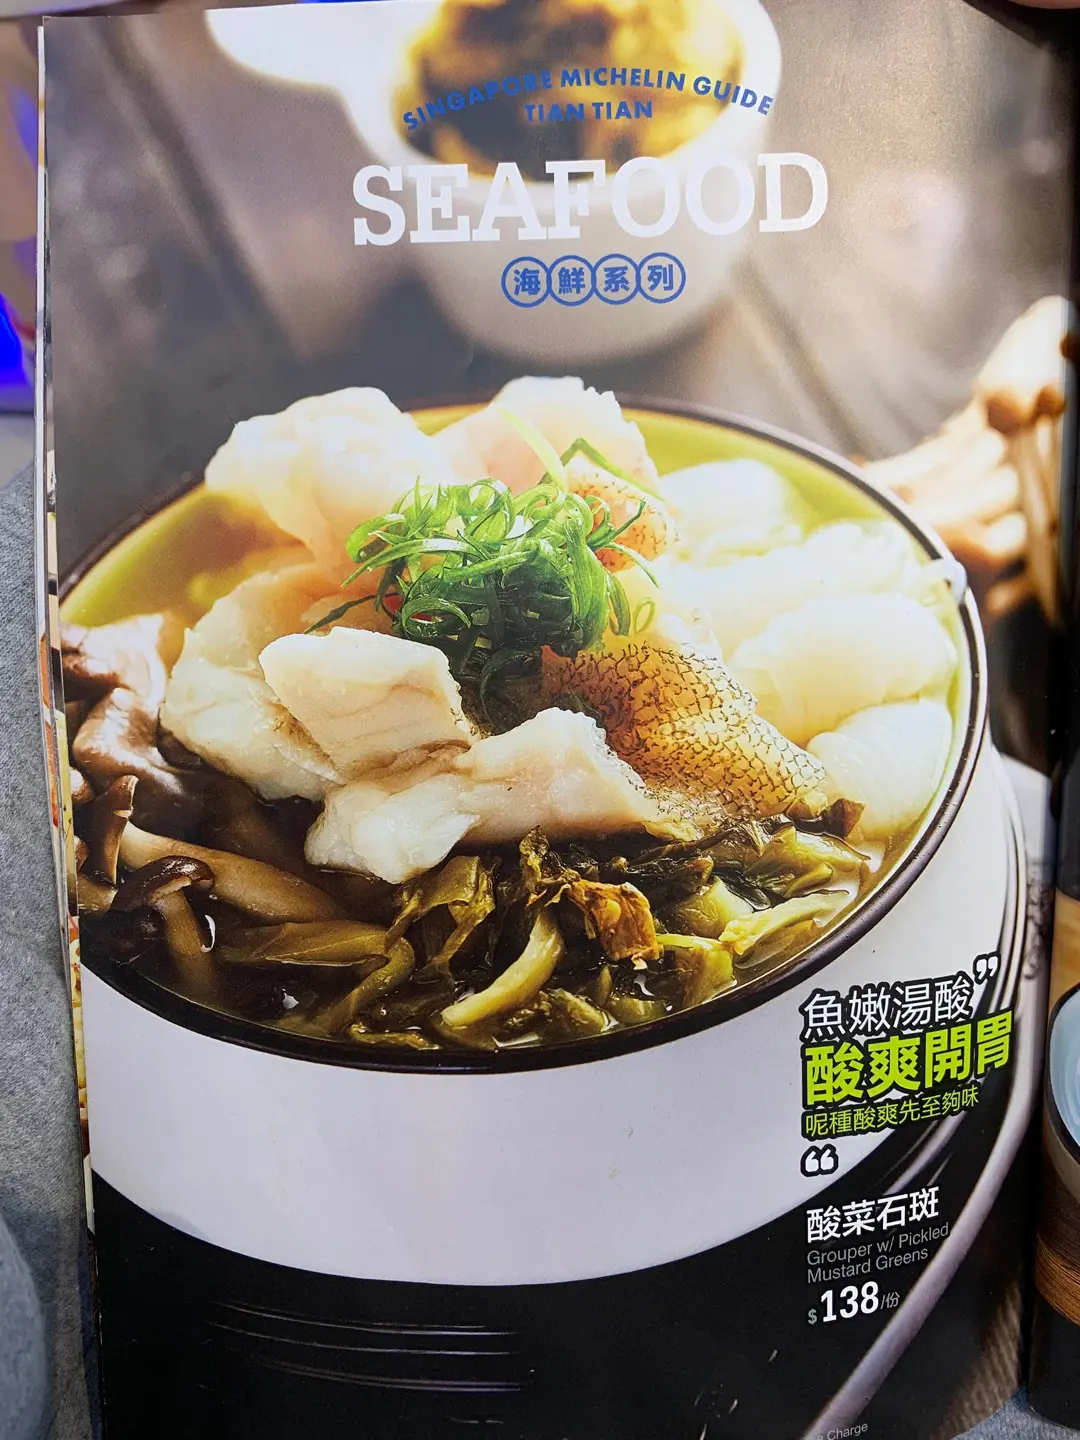 SINGAPORE MICHELIN GUIDE
TIAN TIAN
SEAFOOD
海鮮系列
魚嫩湯酸”
酸爽開胃
呢種酸爽先至夠味
“
酸菜石斑
Grouper w/ Pickled
Mustard Greens
$138/份
Charge